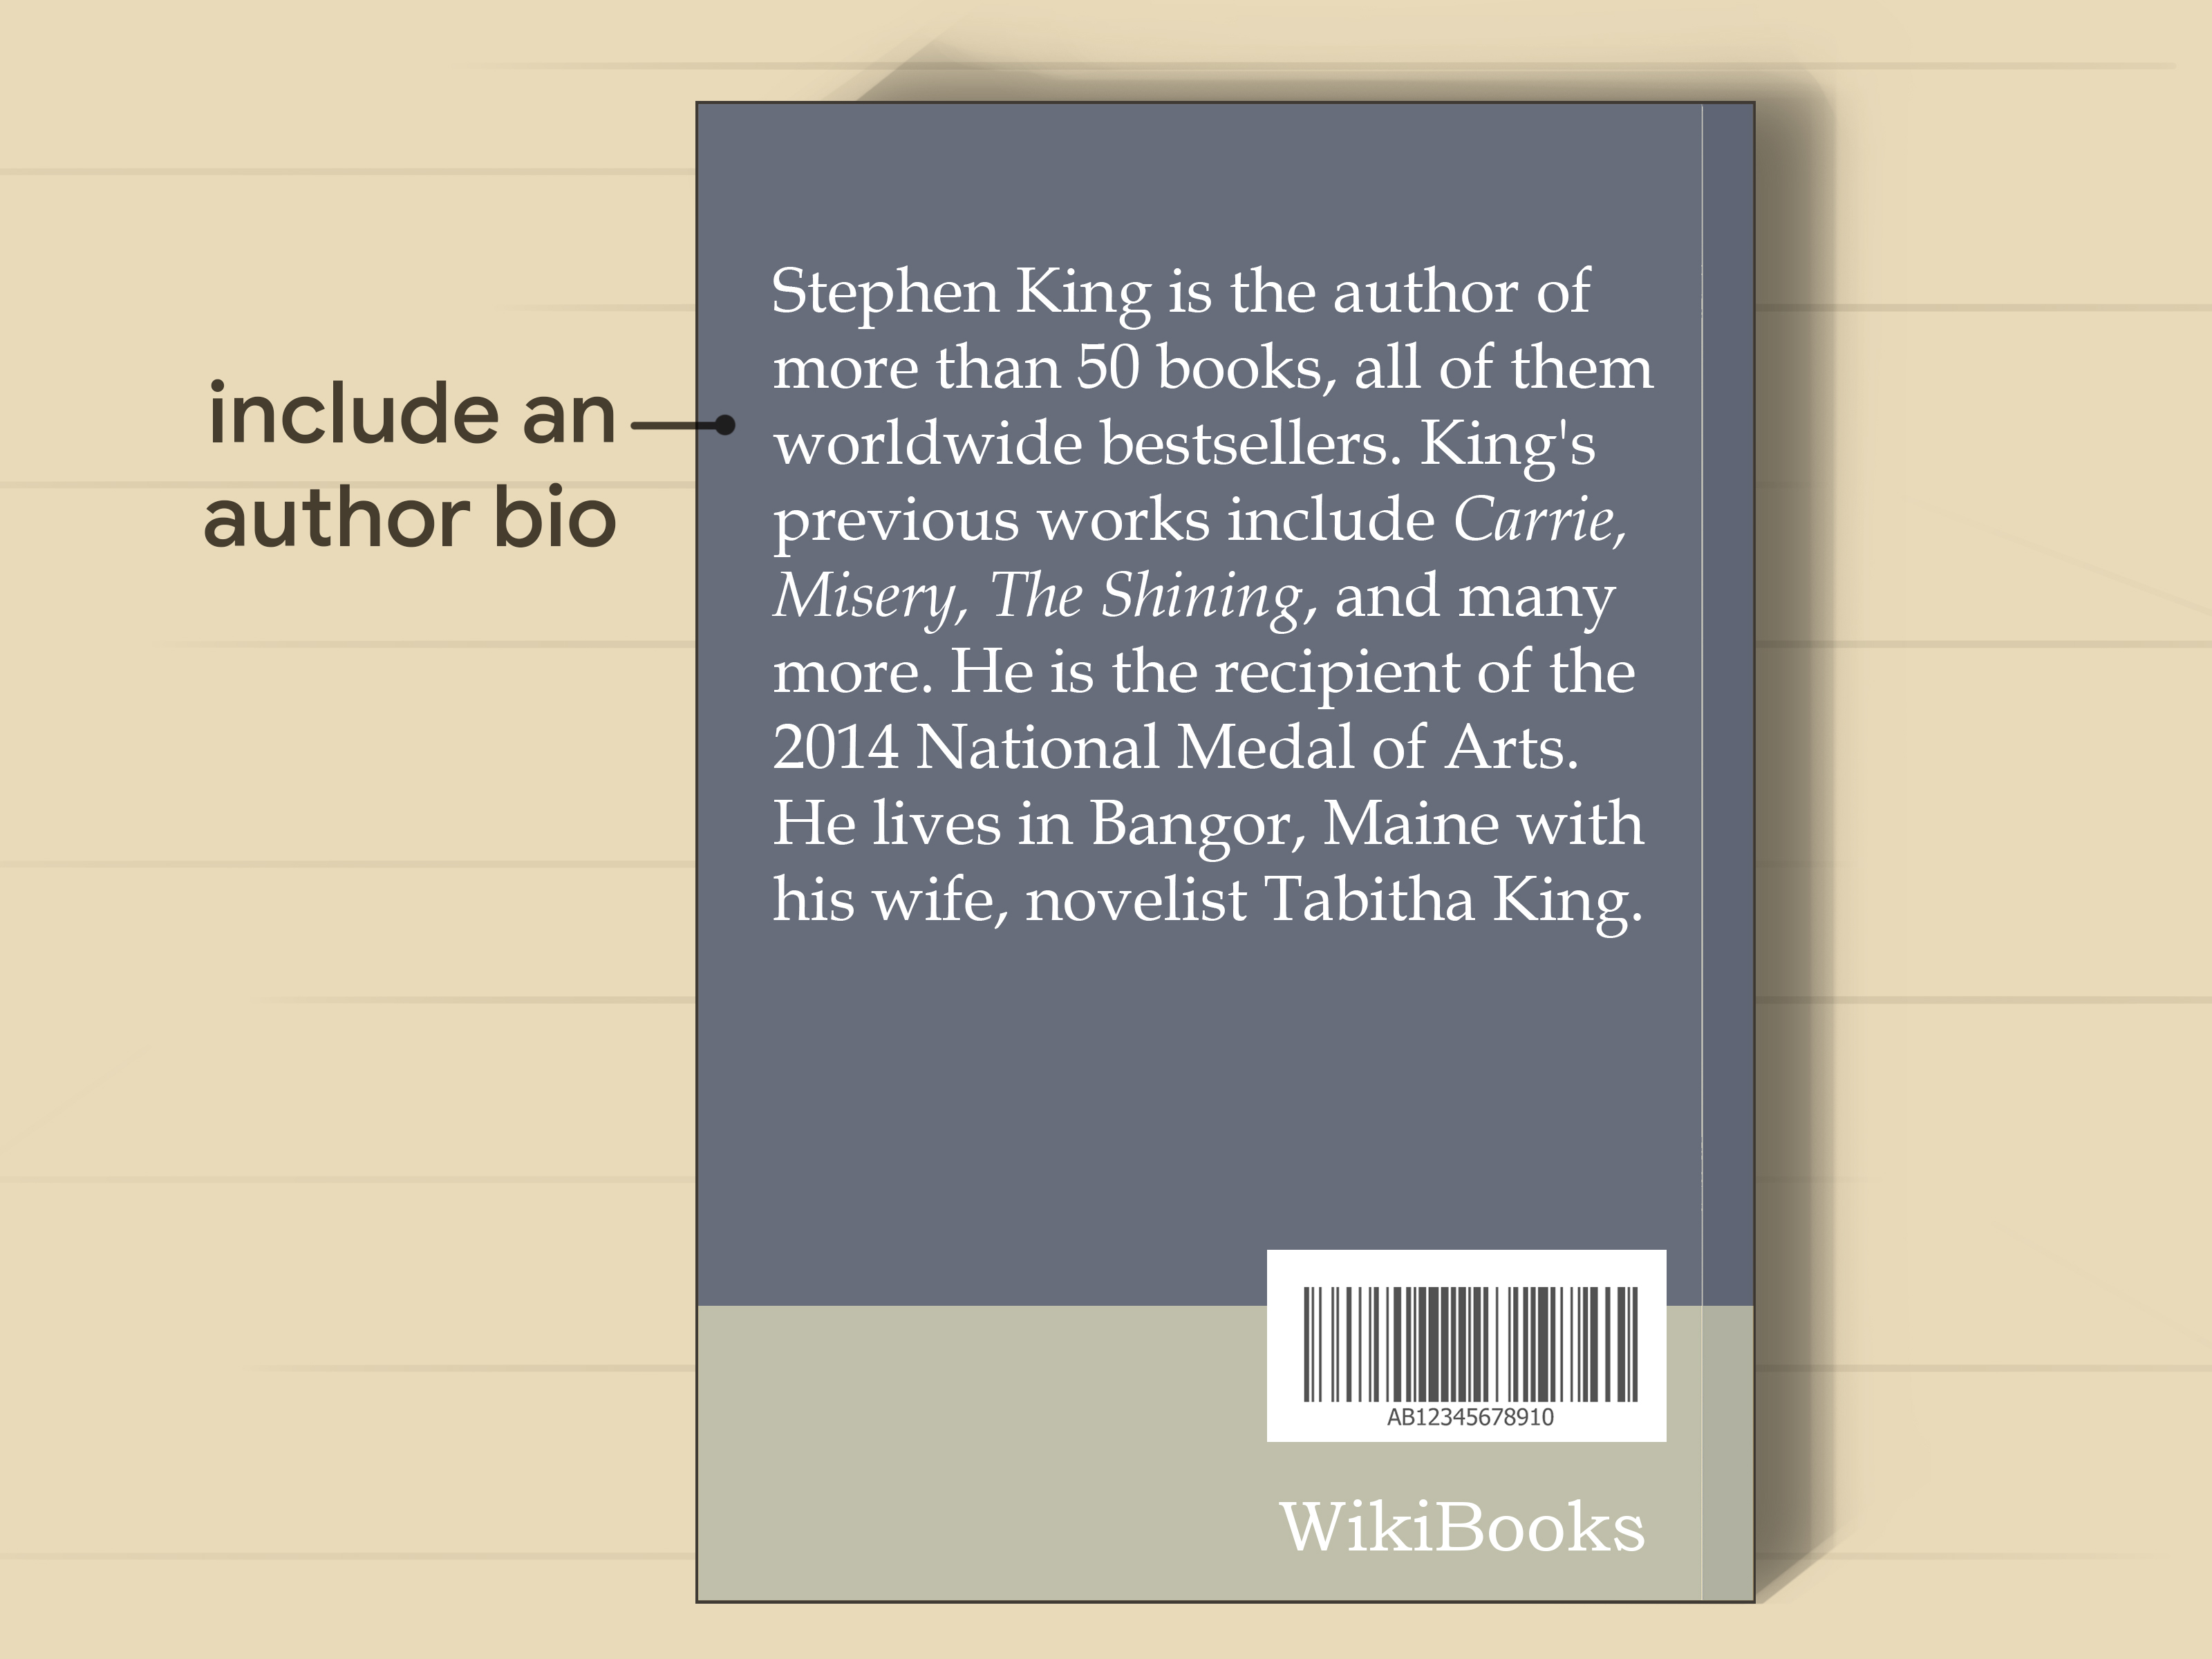 include an
author bio
Stephen King is the author of
more than 50 books, all of them
worldwide bestsellers. King's
previous works include Carrie,
Misery, The Shining, and many
more. He is the recipient of the
2014 National Medal of Arts.
He lives in Bangor, Maine with
his wife, novelist Tabitha King.
AB12345678910
WikiBooks